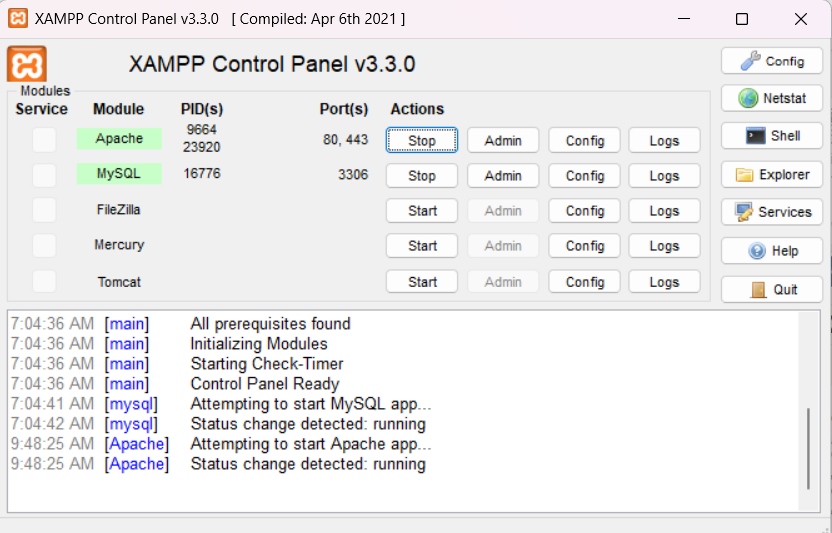 XAMPP Control Panel v3.3.0 [ Compiled: Apr 6th 2021 ]
XAMPP Control Panel v3.3.0
Config
Modules
Service Module PID(s) Port(s) Actions
Netstat
Apache 9664 23920 80, 443 Stop Admin Config Logs
Shell
MySQL 16776 3306 Stop Admin Config Logs
Explorer
FileZilla Start Admin Config Logs
Services
Mercury Start Admin Config Logs
Help
Tomcat Start Admin Config Logs
Quit
7:04:36 AM [main] All prerequisites found
7:04:36 AM [main] Initializing Modules
7:04:36 AM [main] Starting Check-Timer
7:04:36 AM [main] Control Panel Ready
7:04:41 AM [mysql] Attempting to start MySQL app...
7:04:42 AM [mysql] Status change detected: running
9:48:25 AM [Apache] Attempting to start Apache app...
9:48:25 AM [Apache] Status change detected: running